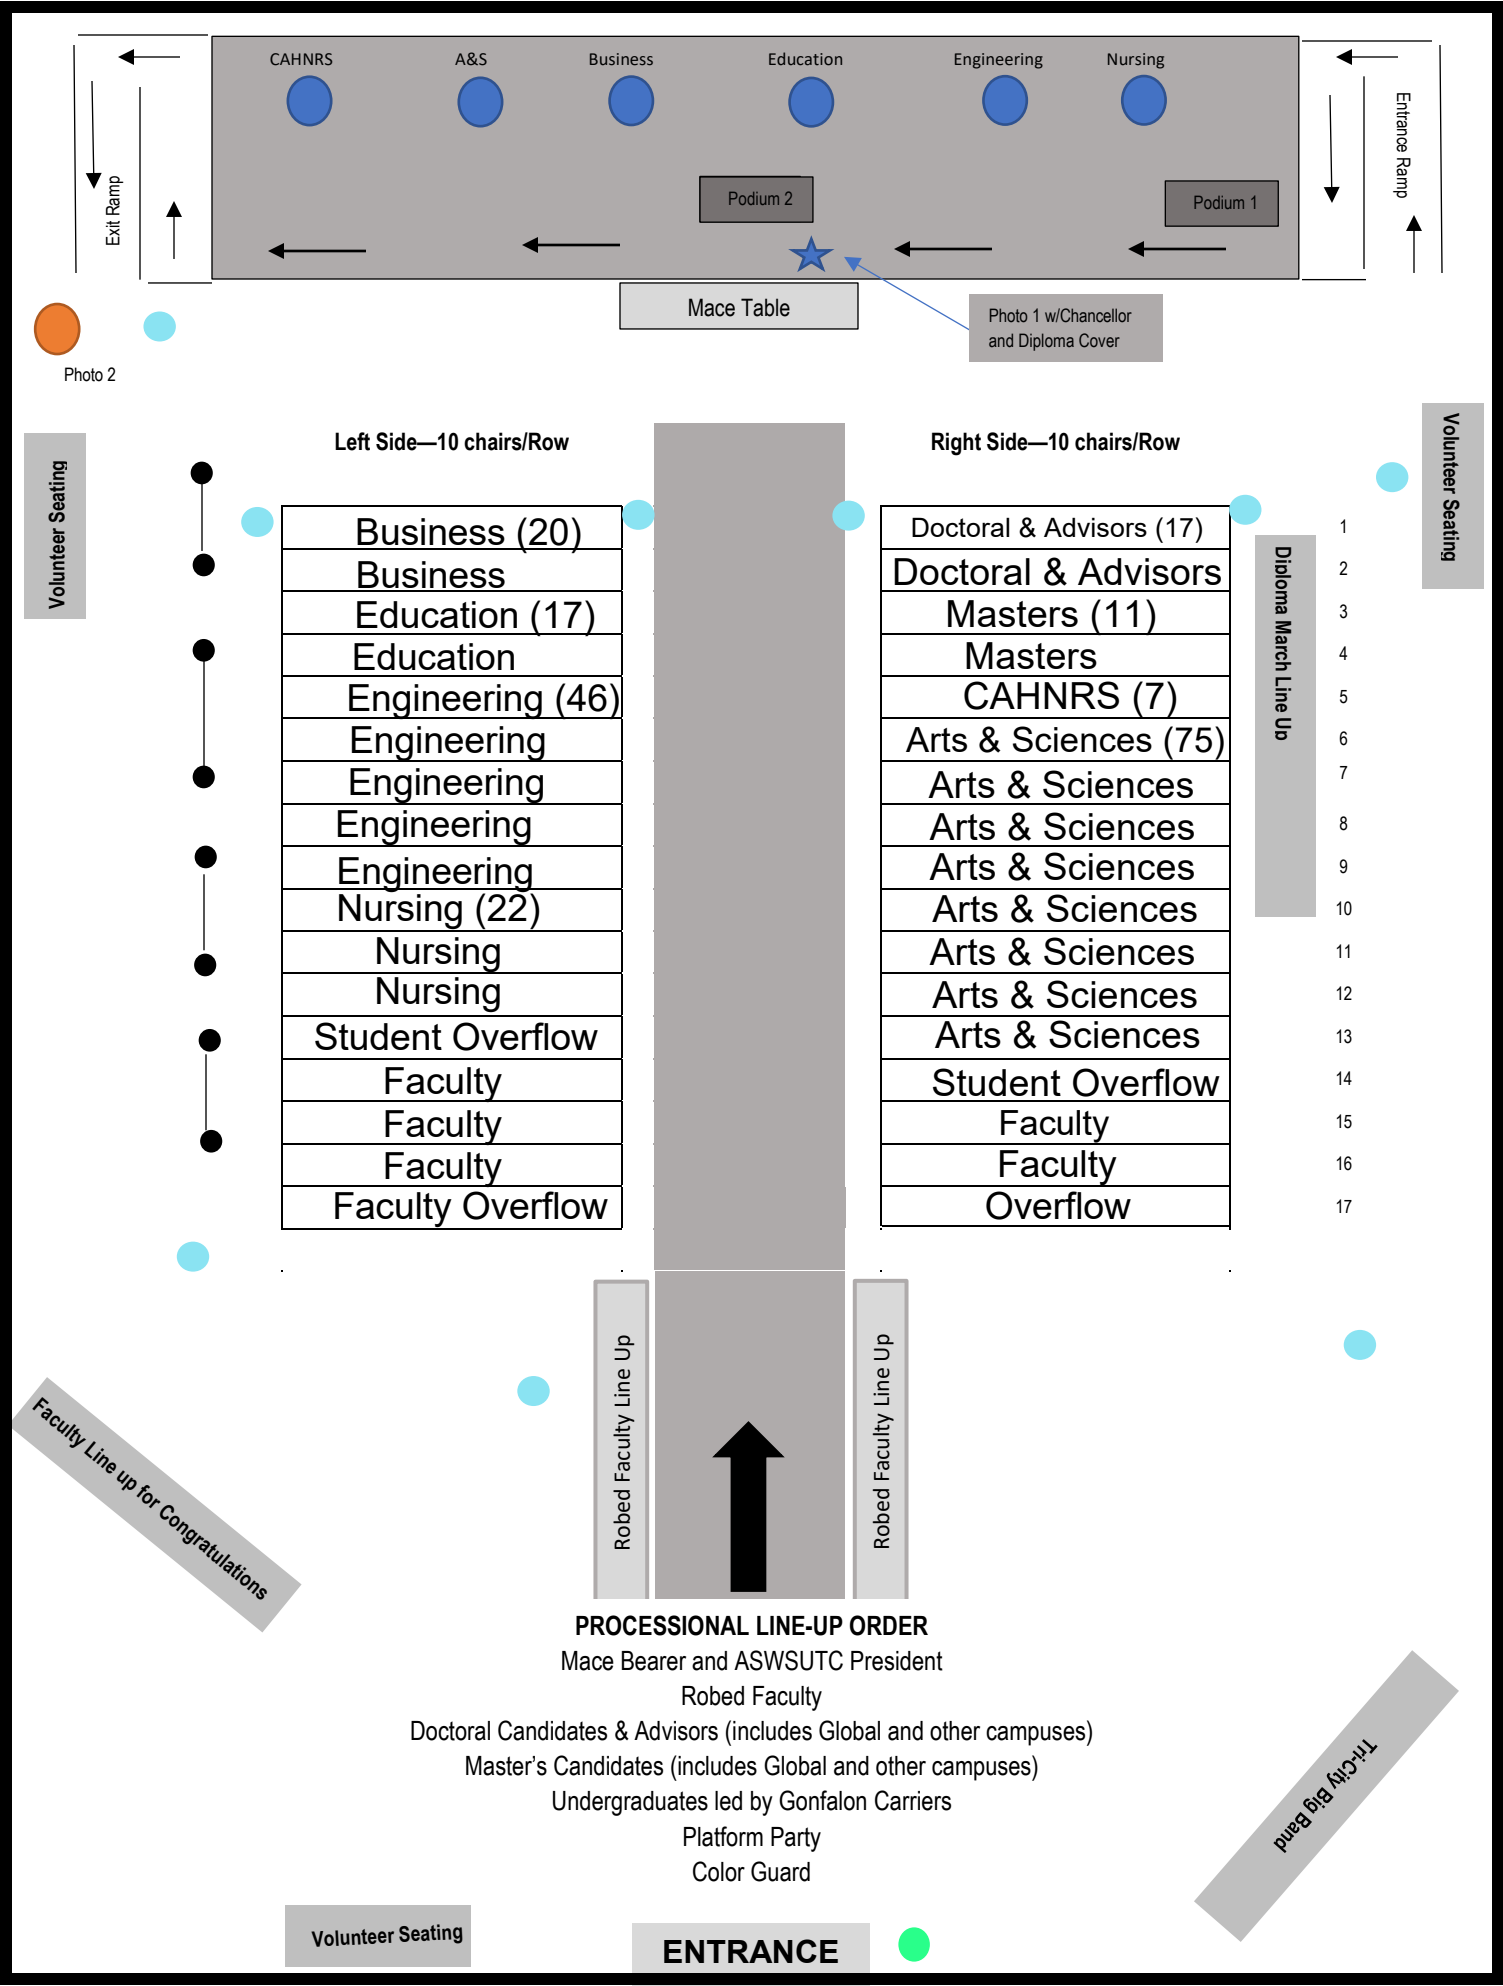 CAHNRS
A&S
Business
Education
Engineering
Nursing
Exit Ramp
Entrance Ramp
Podium 2
Podium 1
Mace Table
Photo 1 w/Chancellor
and Diploma Cover
Photo 2
Volunteer Seating
Volunteer Seating
Left Side—10 chairs/Row
Right Side—10 chairs/Row
Diploma March Line Up
Business (20)
Doctoral & Advisors (17)
1
Business
Doctoral & Advisors
2
Education (17)
Masters (11)
3
Education
Masters
4
Engineering (46)
CAHNRS (7)
5
Engineering
Arts & Sciences (75)
6
Engineering
Arts & Sciences
7
Engineering
Arts & Sciences
8
Engineering
Arts & Sciences
9
Nursing (22)
Arts & Sciences
10
Nursing
Arts & Sciences
11
Nursing
Arts & Sciences
12
Student Overflow
Arts & Sciences
13
Faculty
Student Overflow
14
Faculty
Faculty
15
Faculty
Faculty
16
Faculty Overflow
Overflow
17
Robed Faculty Line Up
Robed Faculty Line Up
Faculty Line up for Congratulations
PROCESSIONAL LINE-UP ORDER
Mace Bearer and ASWSUTC President
Robed Faculty
Doctoral Candidates & Advisors (includes Global and other campuses)
Master's Candidates (includes Global and other campuses)
Undergraduates led by Gonfalon Carriers
Platform Party
Color Guard
Tri-City Big Band
Volunteer Seating
ENTRANCE